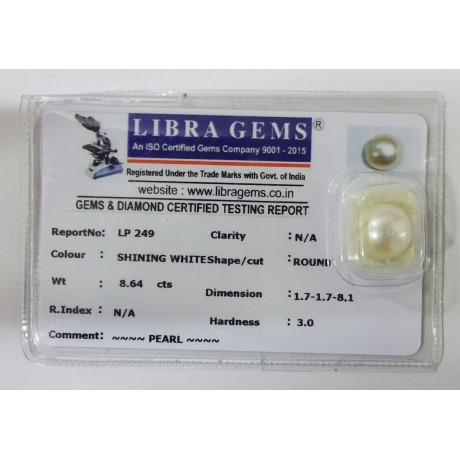 LIBRA GEMS ®
An ISO Certified Gems Company 9001 - 2015
Registered Under the Trade Marks with Govt. of India
website : www.libragems.co.in
GEMS & DIAMOND CERTIFIED TESTING REPORT
ReportNo: LP 249 Clarity : N/A
Colour : SHINING WHITE Shape/cut : ROUND
Wt : 8.64 cts Dimension : 1.7-1.7-8.1
R.Index : N/A Hardness : 3.0
Comment: ~~~~ PEARL ~~~~